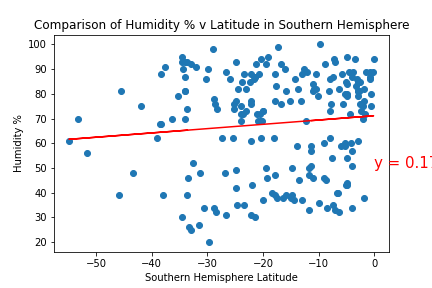 Comparison of Humidity % v Latitude in Southern Hemisphere
100
90
80
70
60
50
40
30
20
Humidity %
y = 0.17
−50 −40 −30 −20 −10 0
Southern Hemisphere Latitude